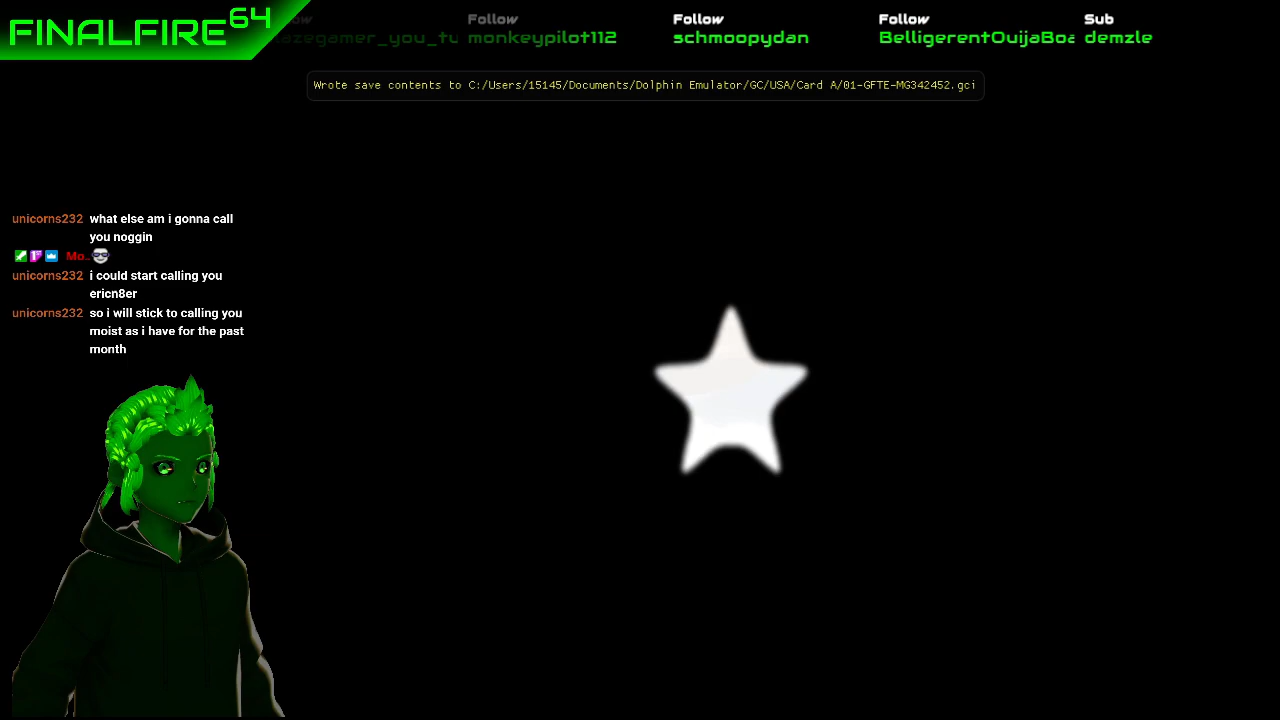 FINALFIRE64
Follow
monkeypilot112
Follow
schmoopydan
Follow
BelligerentOuijaBoa
Sub
demzle
Wrote save contents to C:/Users/15145/Documents/Dolphin Emulator/GC/USA/Card A/01-GFTE-MG342452.gci
unicorns232 what else am i gonna call
you noggin
Mo..
unicorns232 i could start calling you
ericn8er
unicorns232 so i will stick to calling you
moist as i have for the past
month